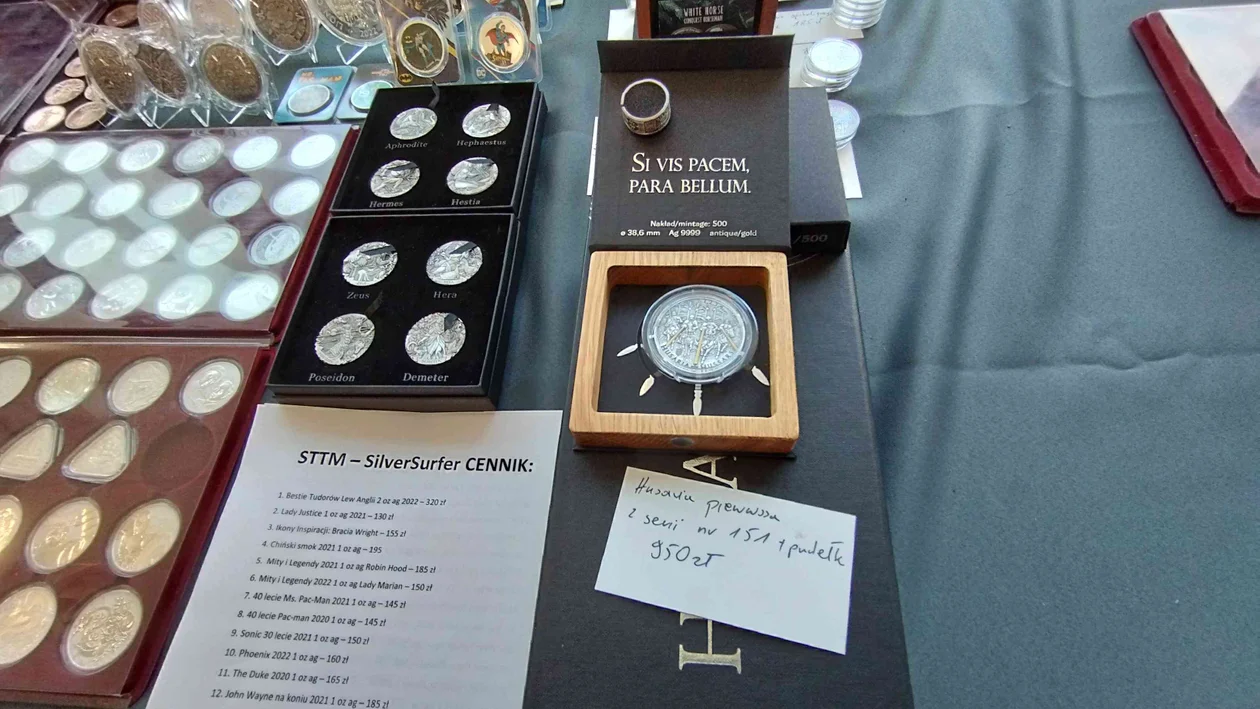 WHITE HORSE
CONQUEST HORSEMAN
Aphrodite
Hephaestus
Hermes
Hestia
Zeus
Hera
Poseidon
Demeter
SI VIS PACEM,
PARA BELLUM.
Nakład/mintage: 500
ø 38,6 mm Ag 9999 antique/gold
/500
STTM – SilverSurfer CENNIK:
1. Bestie Tudorów Lew Anglii 2 oz ag 2022 – 320 zł
2. Lady Justice 1 oz ag 2021 – 130 zł
3. Ikony Inspiracji: Bracia Wright – 155 zł
4. Chiński smok 2021 1 oz ag – 195
5. Mity i Legendy 2021 1 oz ag Robin Hood – 185 zł
6. Mity i Legendy 2022 1 oz ag Lady Marian – 150 zł
7. 40 lecie Ms. Pac-Man 2021 1 oz ag – 145 zł
8. 40 lecie Pac-man 2020 1 oz ag – 145 zł
9. Sonic 30 lecie 2021 1 oz ag – 150 zł
10. Phoenix 2022 1 oz ag – 160 zł
11. The Duke 2020 1 oz ag – 165 zł
12. John Wayne na koniu 2021 1 oz ag – 185 zł
Husaria pierwsza
z serii nr 151 + pudełk
950 zł
H
A